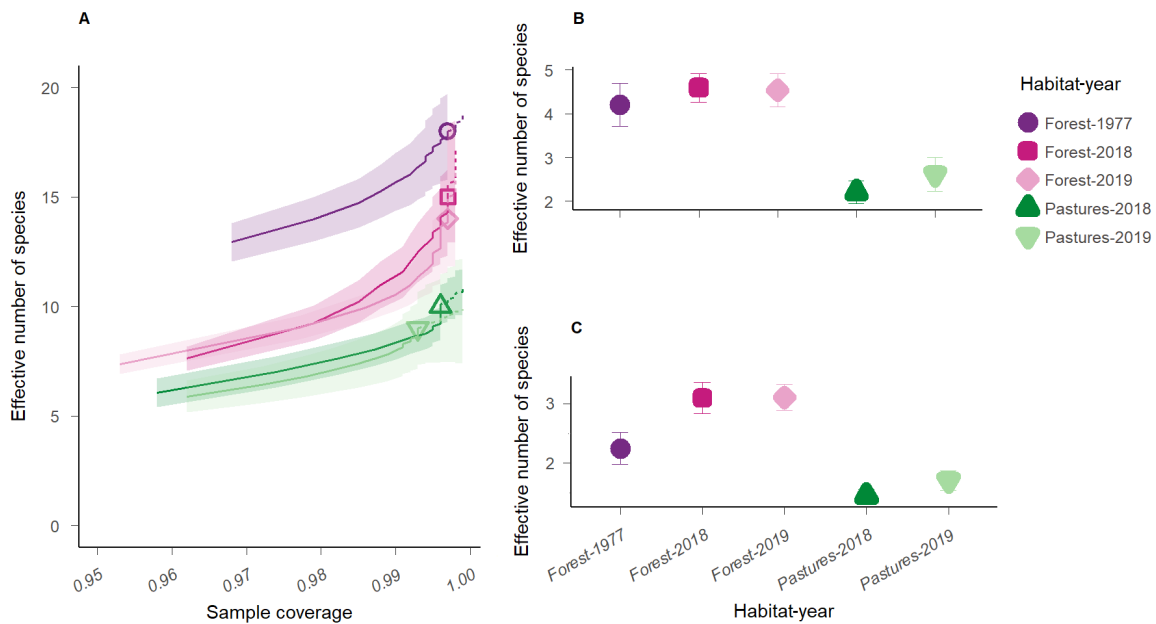 A
Effective number of species
20
15
10
5
0
0.95
0.96
0.97
0.98
0.99
1.00
Sample coverage
B
Effective number of species
5
4
3
2
C
Effective number of species
3
2
Forest-1977
Forest-2018
Forest-2019
Pastures-2018
Pastures-2019
Habitat-year
Habitat-year
Forest-1977
Forest-2018
Forest-2019
Pastures-2018
Pastures-2019